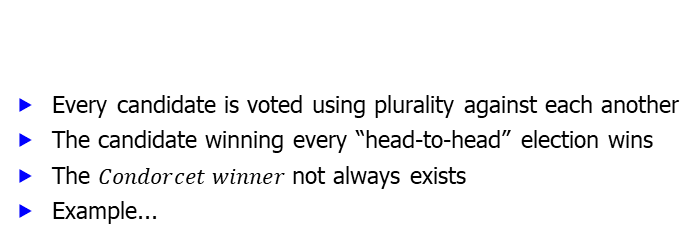 Every candidate is voted using plurality against each another
The candidate winning every “head-to-head” election wins
The Condorcet winner not always exists
Example...